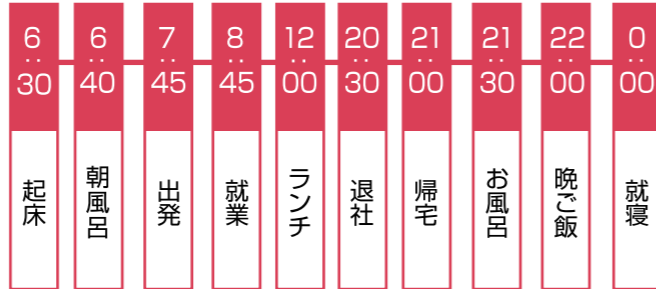 6:30
起床
6:40
朝風呂
7:45
出発
8:45
就業
12:00
ランチ
20:30
退社
21:00
帰宅
21:30
お風呂
22:00
晩ご飯
0:00
就寝